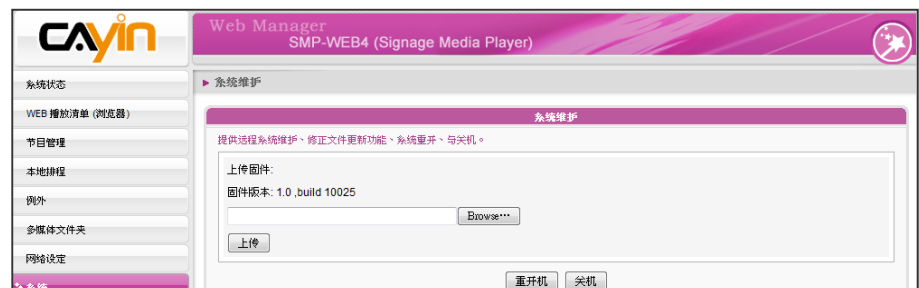 CAyin
Web Manager
SMP-WEB4 (Signage Media Player)
系统状态
WEB 播放清单 (浏览器)
节目管理
本地排程
例外
多媒体文件夹
网络设定
系统
系统维护
系统维护
提供远程系统维护、修正文件更新功能、系统重开、与关机。
上传固件:
固件版本: 1.0 ,build 10025
Browse…
上传
重开机 关机